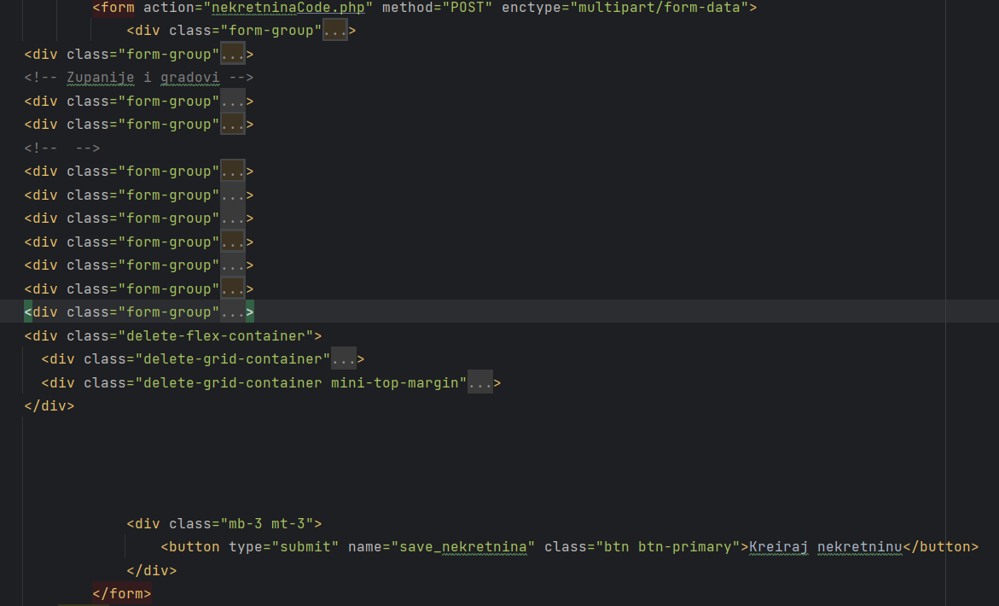 <form action="nekretninaCode.php" method="POST" enctype="multipart/form-data">
<div class="form-group"...>
<div class="form-group"...>
<!-- Zupanije i gradovi -->
<div class="form-group"...>
<div class="form-group"...>
<!--  -->
<div class="form-group"...>
<div class="form-group"...>
<div class="form-group"...>
<div class="form-group"...>
<div class="form-group"...>
<div class="form-group"...>
<div class="form-group"...>
<div class="delete-flex-container">
<div class="delete-grid-container"...>
<div class="delete-grid-container mini-top-margin"...>
</div>
<div class="mb-3 mt-3">
<button type="submit" name="save_nekretnina" class="btn btn-primary">Kreiraj nekretninu</button>
</div>
</form>